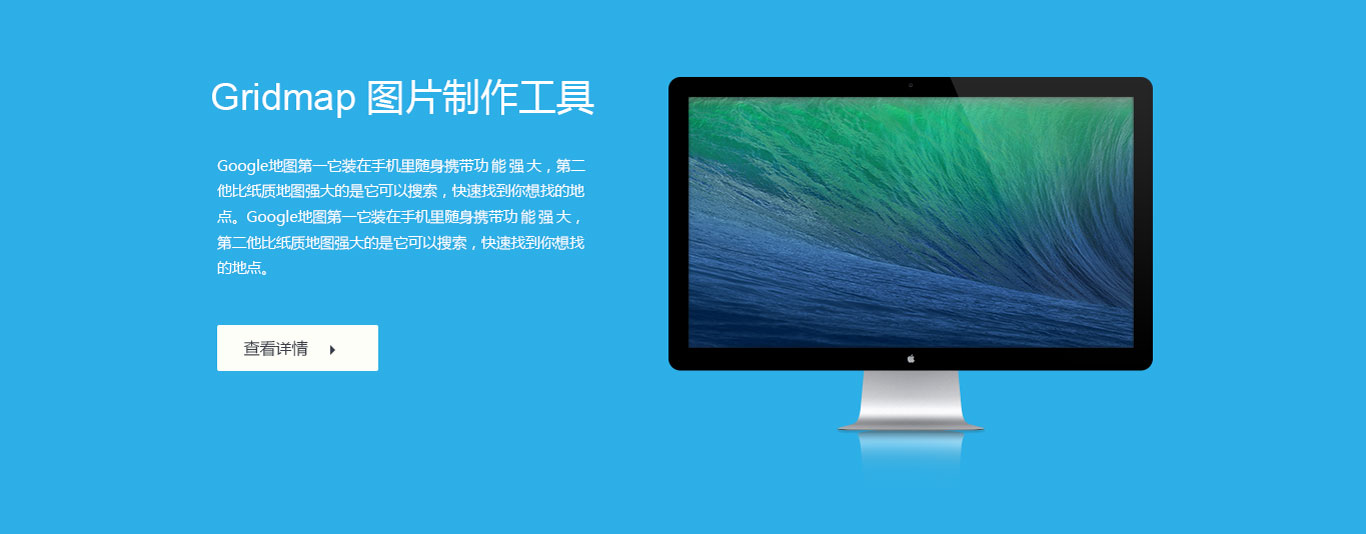 Gridmap 图片制作工具
Google地图第一它装在手机里随身携带功 能 强 大，第二
他比纸质地图强大的是它可以搜索，快速找到你想找的地
点。Google地图第一它装在手机里随身携带功 能 强 大，
第二他比纸质地图强大的是它可以搜索，快速找到你想找
的地点。
查看详情